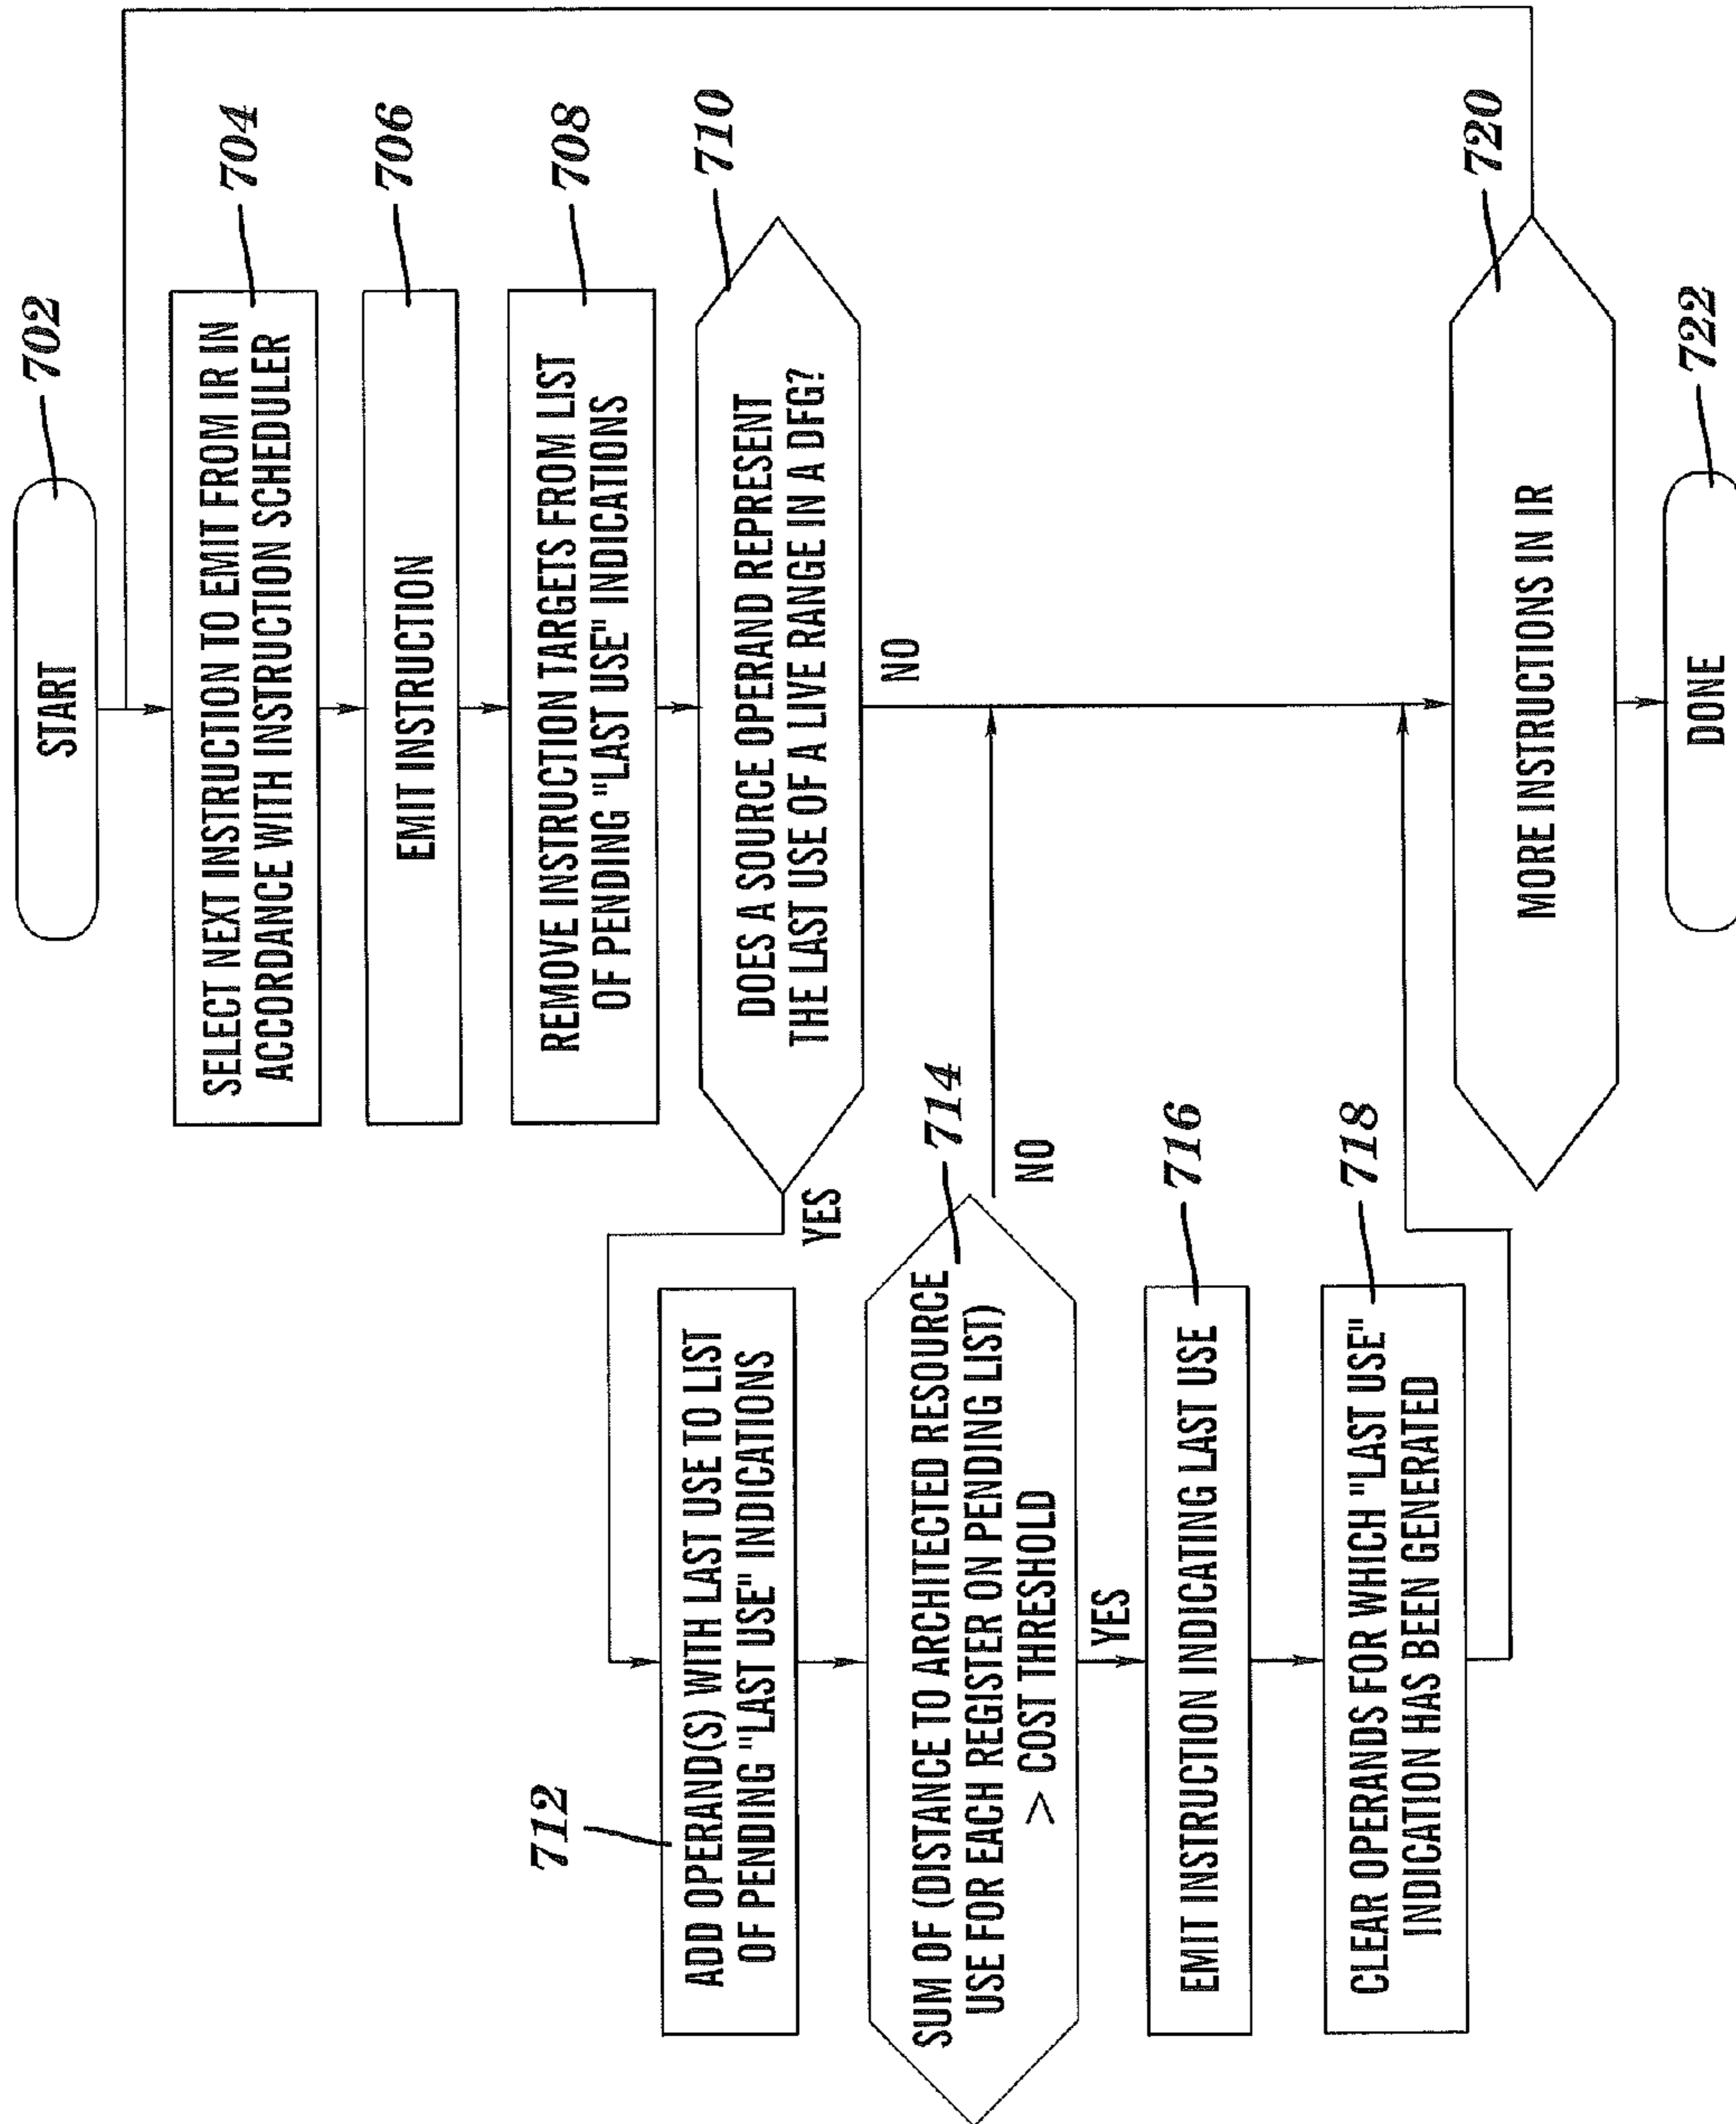 START
702
SELECT NEXT INSTRUCTION TO EMIT FROM IR IN
ACCORDANCE WITH INSTRUCTION SCHEDULER
704
EMIT INSTRUCTION
706
REMOVE INSTRUCTION TARGETS FROM LIST
OF PENDING "LAST USE" INDICATIONS
708
DOES A SOURCE OPERAND REPRESENT
THE LAST USE OF A LIVE RANGE IN A DFG?
710
YES
NO
712
ADD OPERAND(S) WITH LAST USE TO LIST
OF PENDING "LAST USE" INDICATIONS
SUM OF (DISTANCE TO ARCHITECTED RESOURCE
USE FOR EACH REGISTER ON PENDING LIST)
> COST THRESHOLD
714
NO
YES
EMIT INSTRUCTION INDICATING LAST USE
716
CLEAR OPERANDS FOR WHICH "LAST USE"
INDICATION HAS BEEN GENERATED
718
MORE INSTRUCTIONS IN IR
720
DONE
722